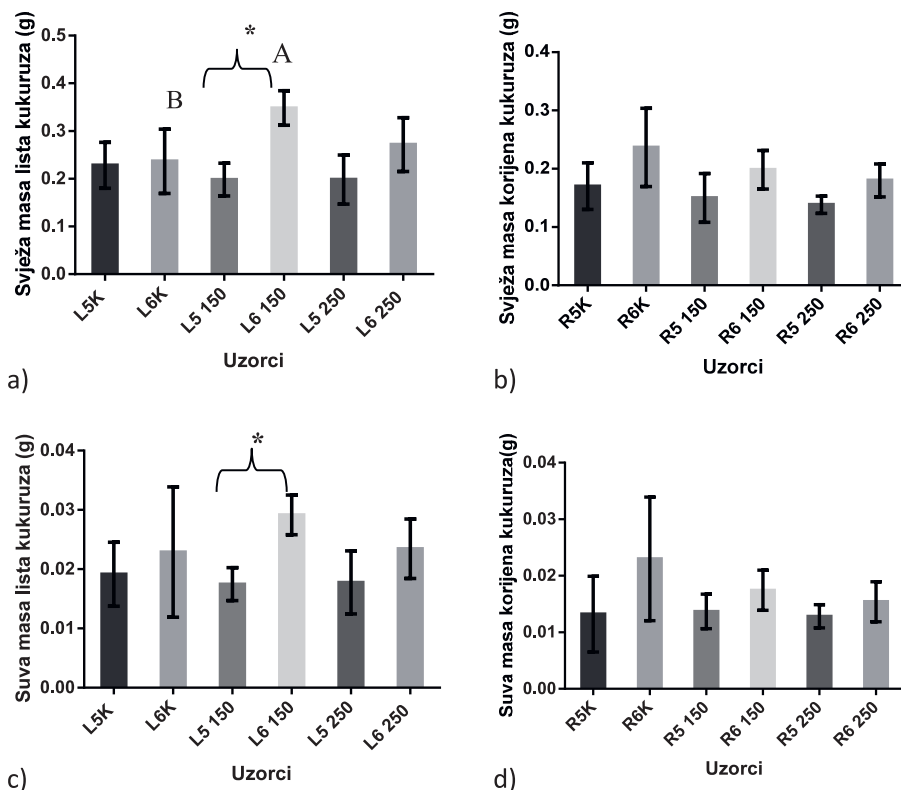 Svježa masa lista kukuruza (g)
0.5
0.4
0.3
0.2
0.1
0.0
*
A
B
L5K
L6K
L5 150
L6 150
L5 250
L6 250
Uzorci
a)
Svježa masa korijena kukuruza (g)
0.4
0.3
0.2
0.1
0.0
R5K
R6K
R5 150
R6 150
R5 250
R6 250
Uzorci
b)
Suva masa lista kukuruza (g)
0.04
0.03
0.02
0.01
0.00
*
L5K
L6K
L5 150
L6 150
L5 250
L6 250
Uzorci
c)
Suva masa korijena kukuruza(g)
0.04
0.03
0.02
0.01
0.00
R5K
R6K
R5 150
R6 150
R5 250
R6 250
Uzorci
d)